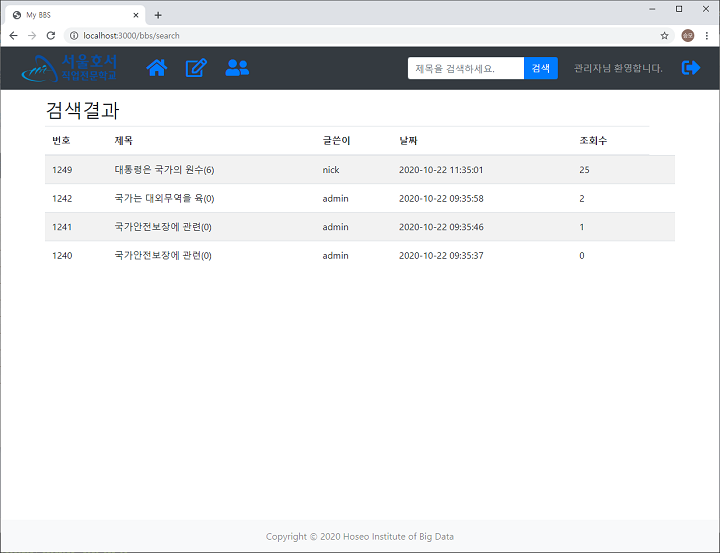 My BBS
localhost:3000/bbs/search
서울호서
직업전문학교
제목을 검색하세요.
검색
관리자님 환영합니다.
검색결과
번호 제목 글쓴이 날짜 조회수
1249 대통령은 국가의 원수(6) nick 2020-10-22 11:35:01 25
1242 국가는 대외무역을 육(0) admin 2020-10-22 09:35:58 2
1241 국가안전보장에 관련(0) admin 2020-10-22 09:35:46 1
1240 국가안전보장에 관련(0) admin 2020-10-22 09:35:37 0
Copyright © 2020 Hoseo Institute of Big Data